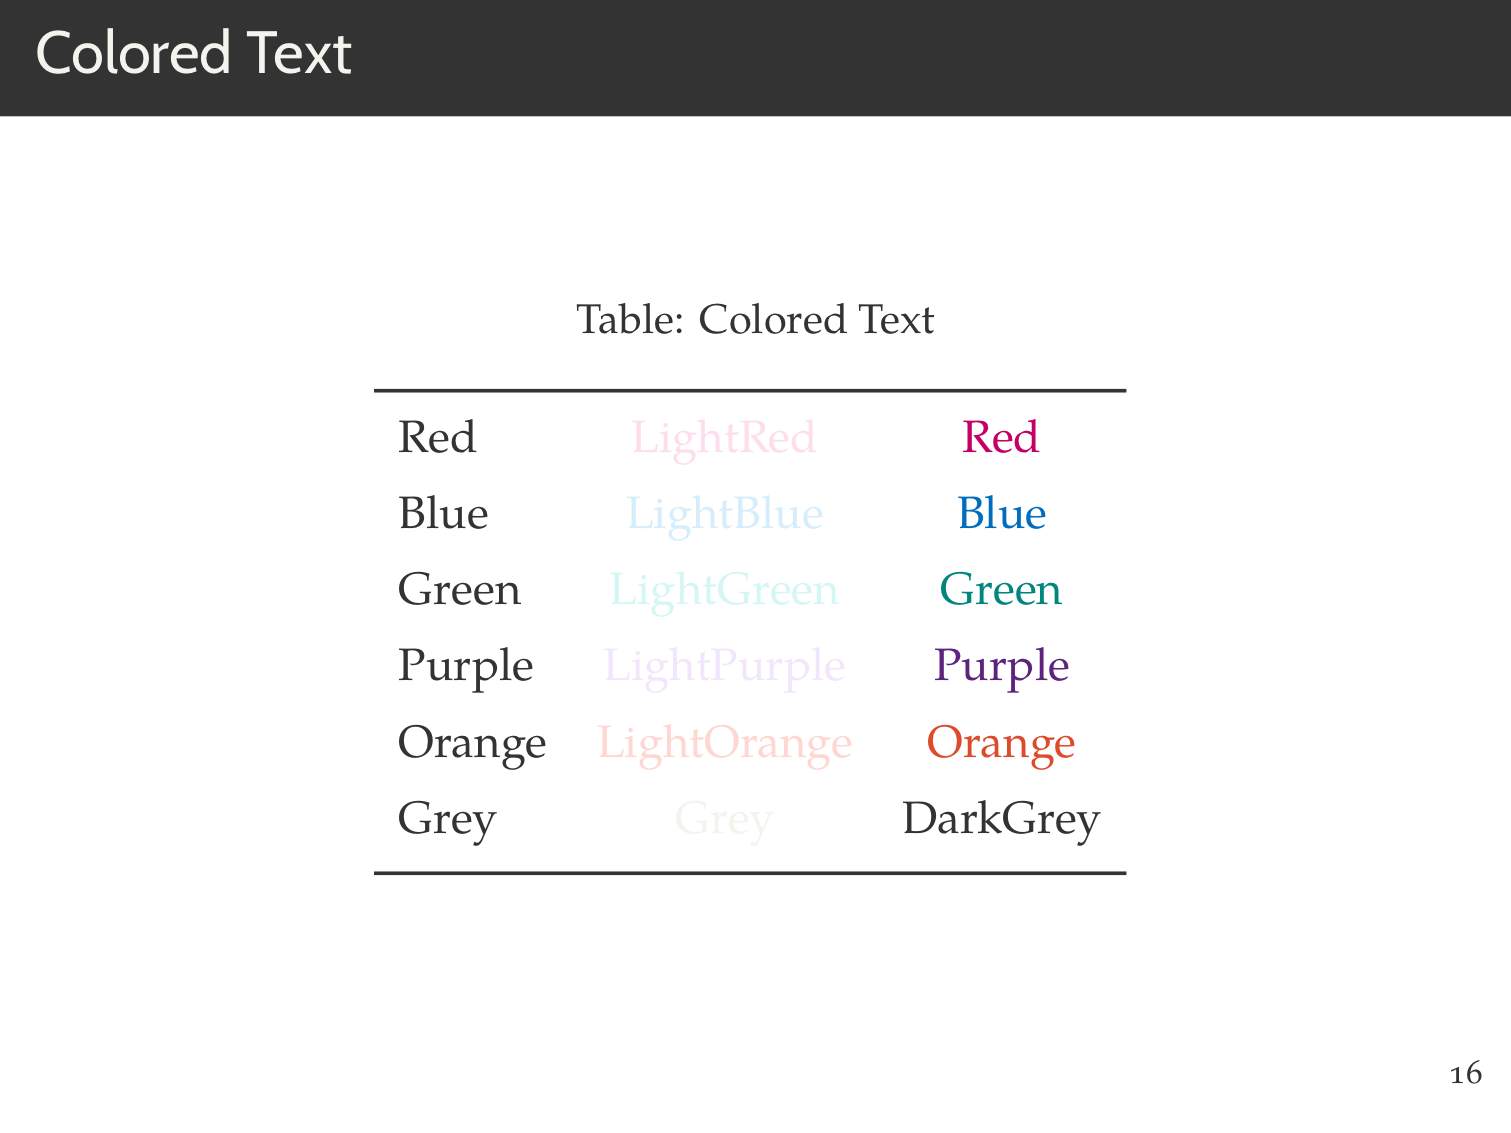 Colored Text
Table: Colored Text
Red LightRed Red
Blue LightBlue Blue
Green LightGreen Green
Purple LightPurple Purple
Orange LightOrange Orange
Grey Grey DarkGrey
16